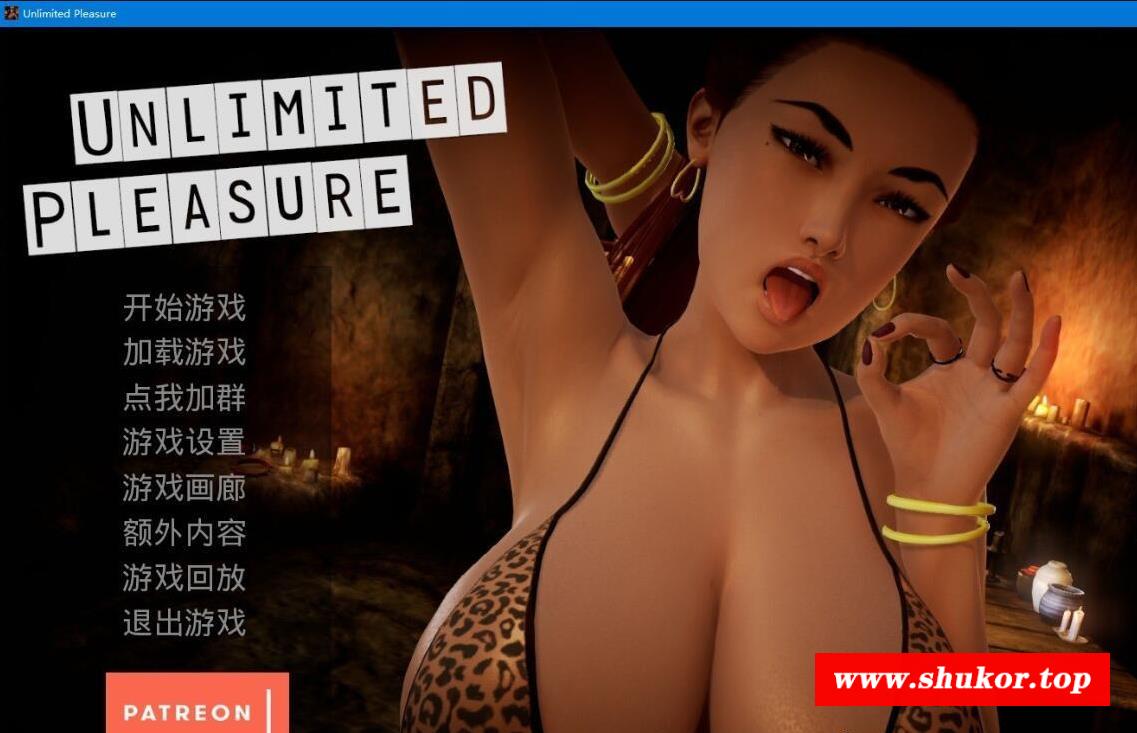 Unlimited Pleasure
UNLIMITED
PLEASURE
开始游戏
加载游戏
点我加群
游戏设置
游戏画廊
额外内容
游戏回放
退出游戏
PATREON
www.shukor.top